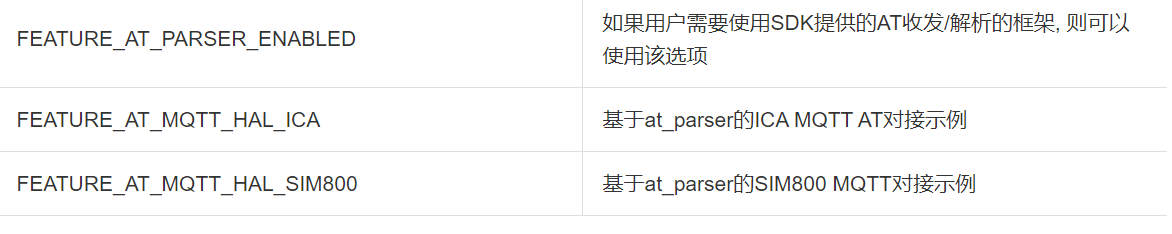 FEATURE_AT_PARSER_ENABLED
如果用户需要使用SDK提供的AT收发/解析的框架, 则可以
使用该选项
FEATURE_AT_MQTT_HAL_ICA
基于at_parser的ICA MQTT AT对接示例
FEATURE_AT_MQTT_HAL_SIM800
基于at_parser的SIM800 MQTT对接示例